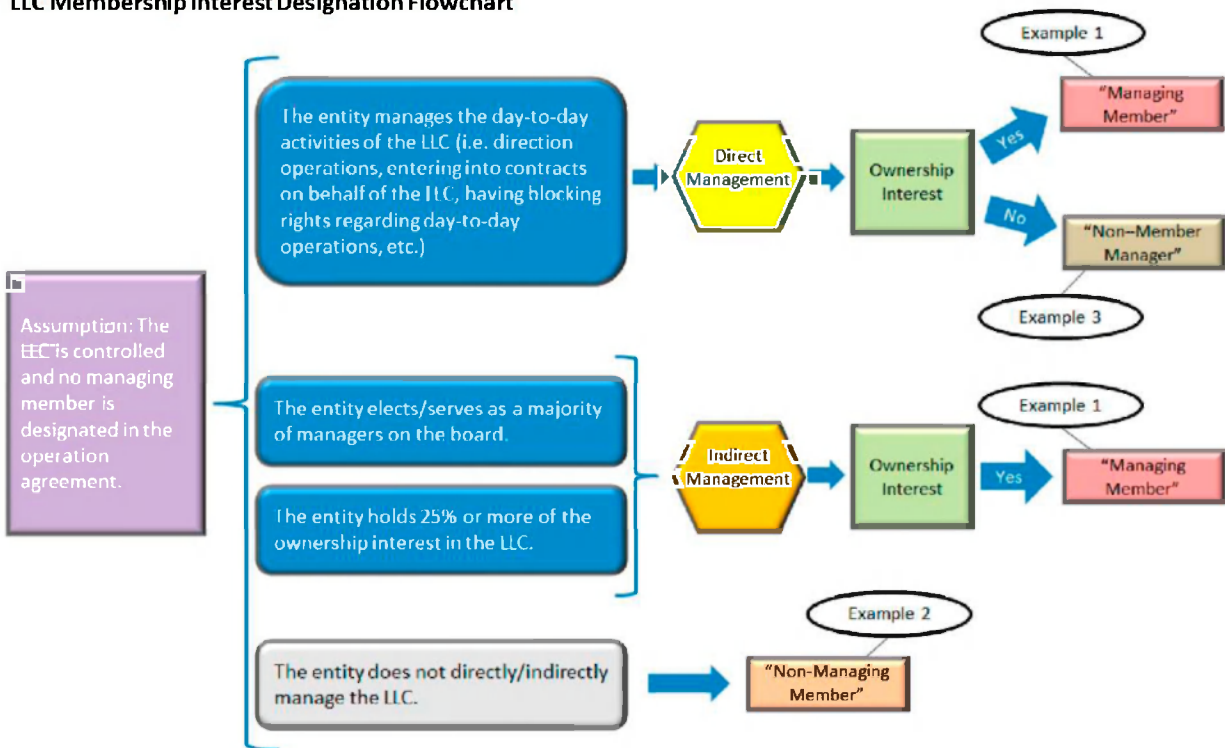 LLC Membership Interest Designation Flowchart
Example 1
"Managing
Member"
The entity manages the day-to-day
activities of the LLC (i.e. direction
operations, entering into contracts
on behalf of the LLC, having blocking
rights regarding day-to-day
operations, etc.)
Direct
Management
Ownership
Interest
Yes
No
"Non–Member
Manager"
Example 3
Assumption: The
LLC is controlled
and no managing
member is
designated in the
operation
agreement.
The entity elects/serves as a majority
of managers on the board.
The entity holds 25% or more of the
ownership interest in the LLC.
Indirect
Management
Ownership
Interest
Yes
Example 1
"Managing
Member"
The entity does not directly/indirectly
manage the LLC.
Example 2
"Non-Managing
Member"